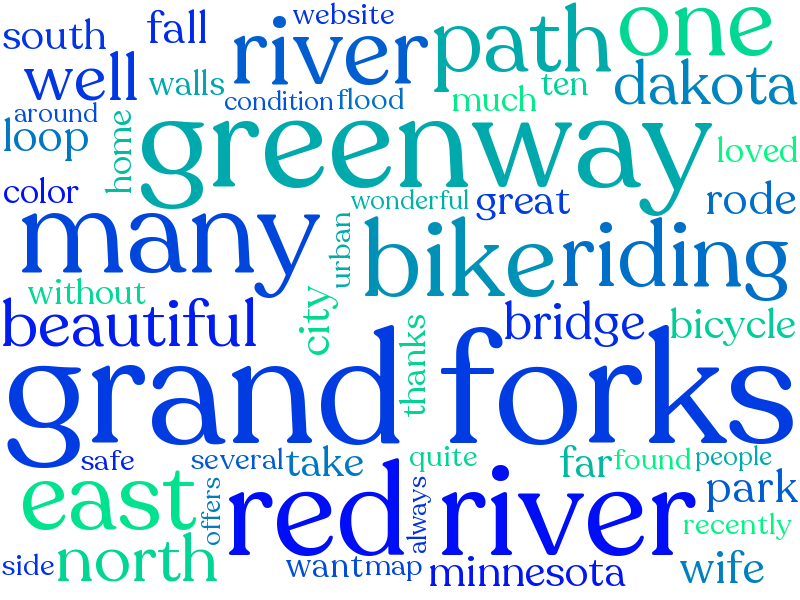 website
south
fall
river
path
one
well
walls
dakota
condition
flood
much
ten
around
loop
home
greenway
loved
color
many
wonderful
great
rode
urban
bike
riding
without
city
beautiful
bridge
bicycle
thanks
grand forks
safe
several
take
quite
far
found
people
east
offers
red river
always
park
recently
side
north
want
map
minnesota
wife